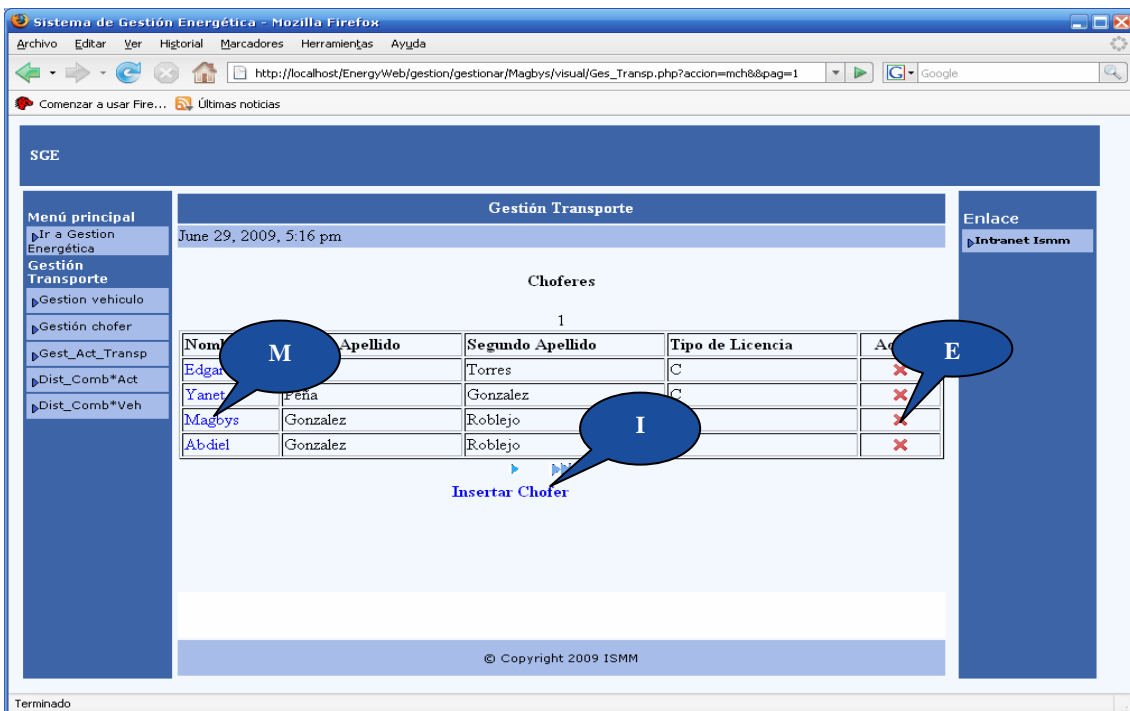 Sistema de Gestión Energética - Mozilla Firefox
Archivo Editar Ver Historial Marcadores Herramientas Ayuda
http://localhost/EnergyWeb/gestion/gestionar/Magbys/visual/Ges_Transp.php?accion=mch&&pag=1 Google
Comenzar a usar Fire... Últimas noticias
SGE
Menú principal
Ir a Gestion
Energética
Gestión
Transporte
Gestion vehiculo
Gestión chofer
Gest_Act_Transp
Dist_Comb*Act
Dist_Comb*Veh
Gestión Transporte
June 29, 2009, 5:16 pm
Choferes
1
Apellido Segundo Apellido Tipo de Licencia
Edgar Torres C
Yanet Peña Gonzalez C
Magbys Gonzalez Roblejo
Abdiel Gonzalez Roblejo
M
I
E
Insertar Chofer
© Copyright 2009 ISMM
Enlace
Intranet Ismm
Terminado